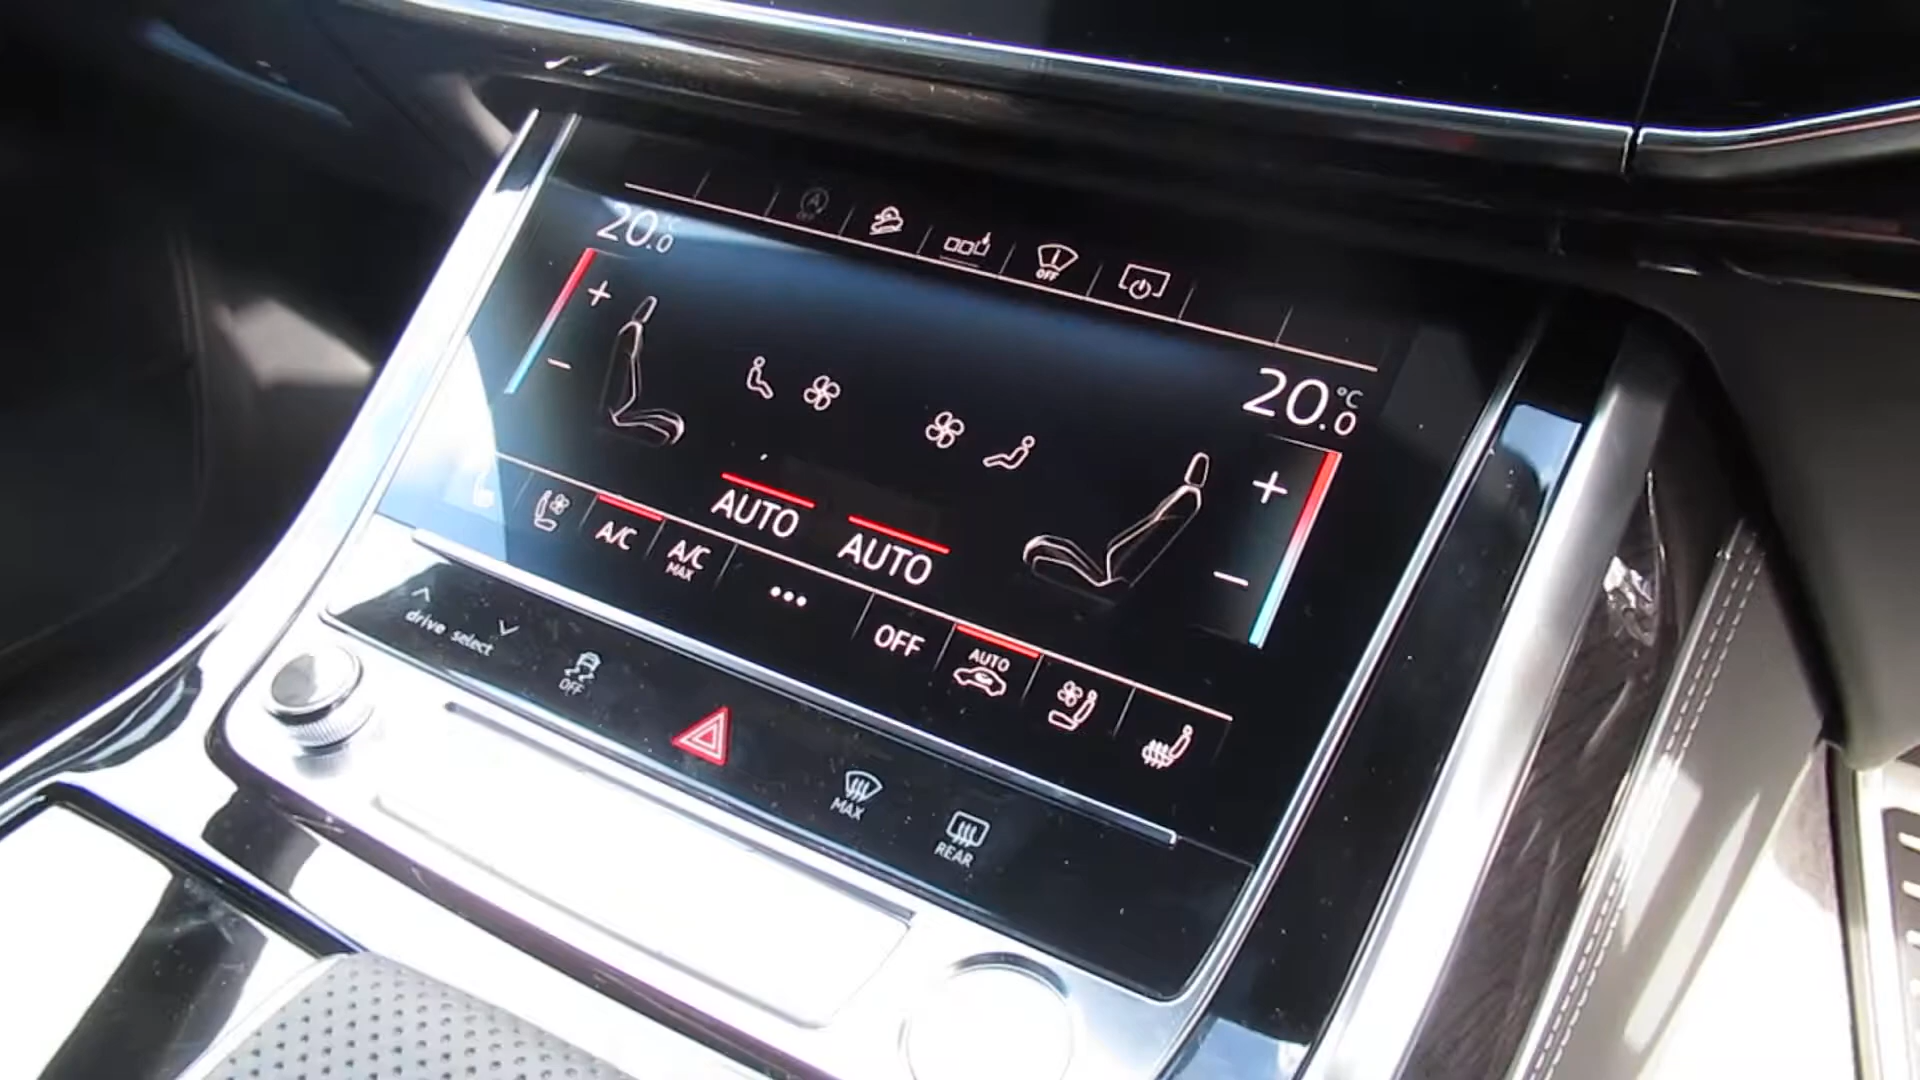 20.0 °C
OFF
20.0 °C
AUTO
AUTO
A/C
A/C
MAX
OFF
AUTO
drive select
OFF
MAX
REAR